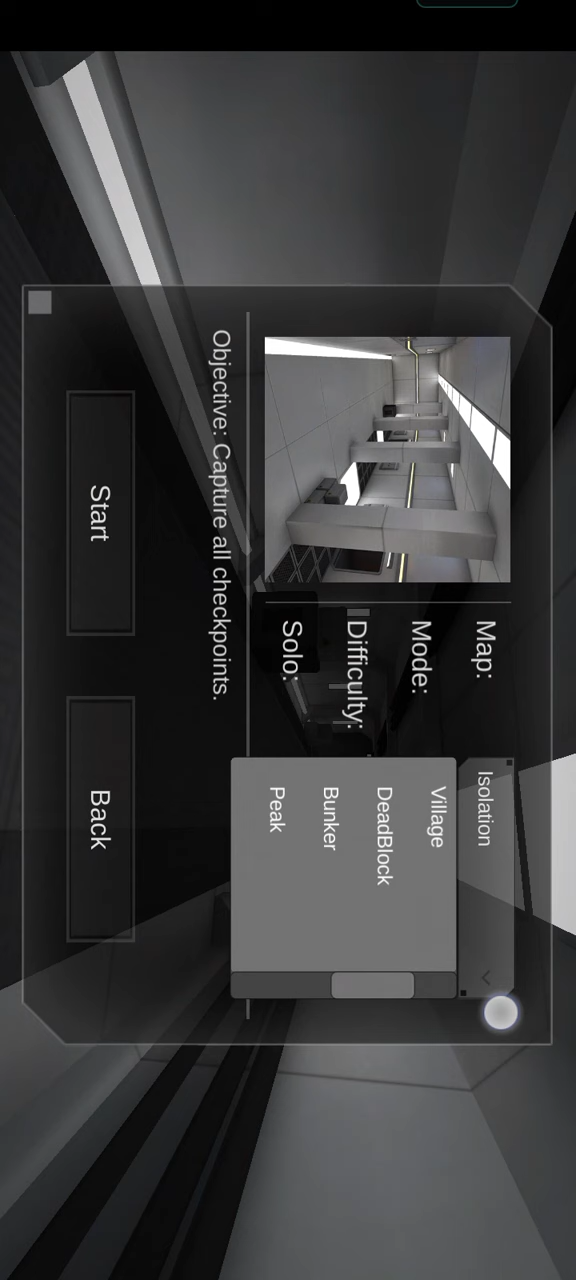 Map:
Isolation
Mode:
Village
DeadBlock
Difficulty:
Bunker
Solo:
Peak
Objective: Capture all checkpoints.
Start
Back